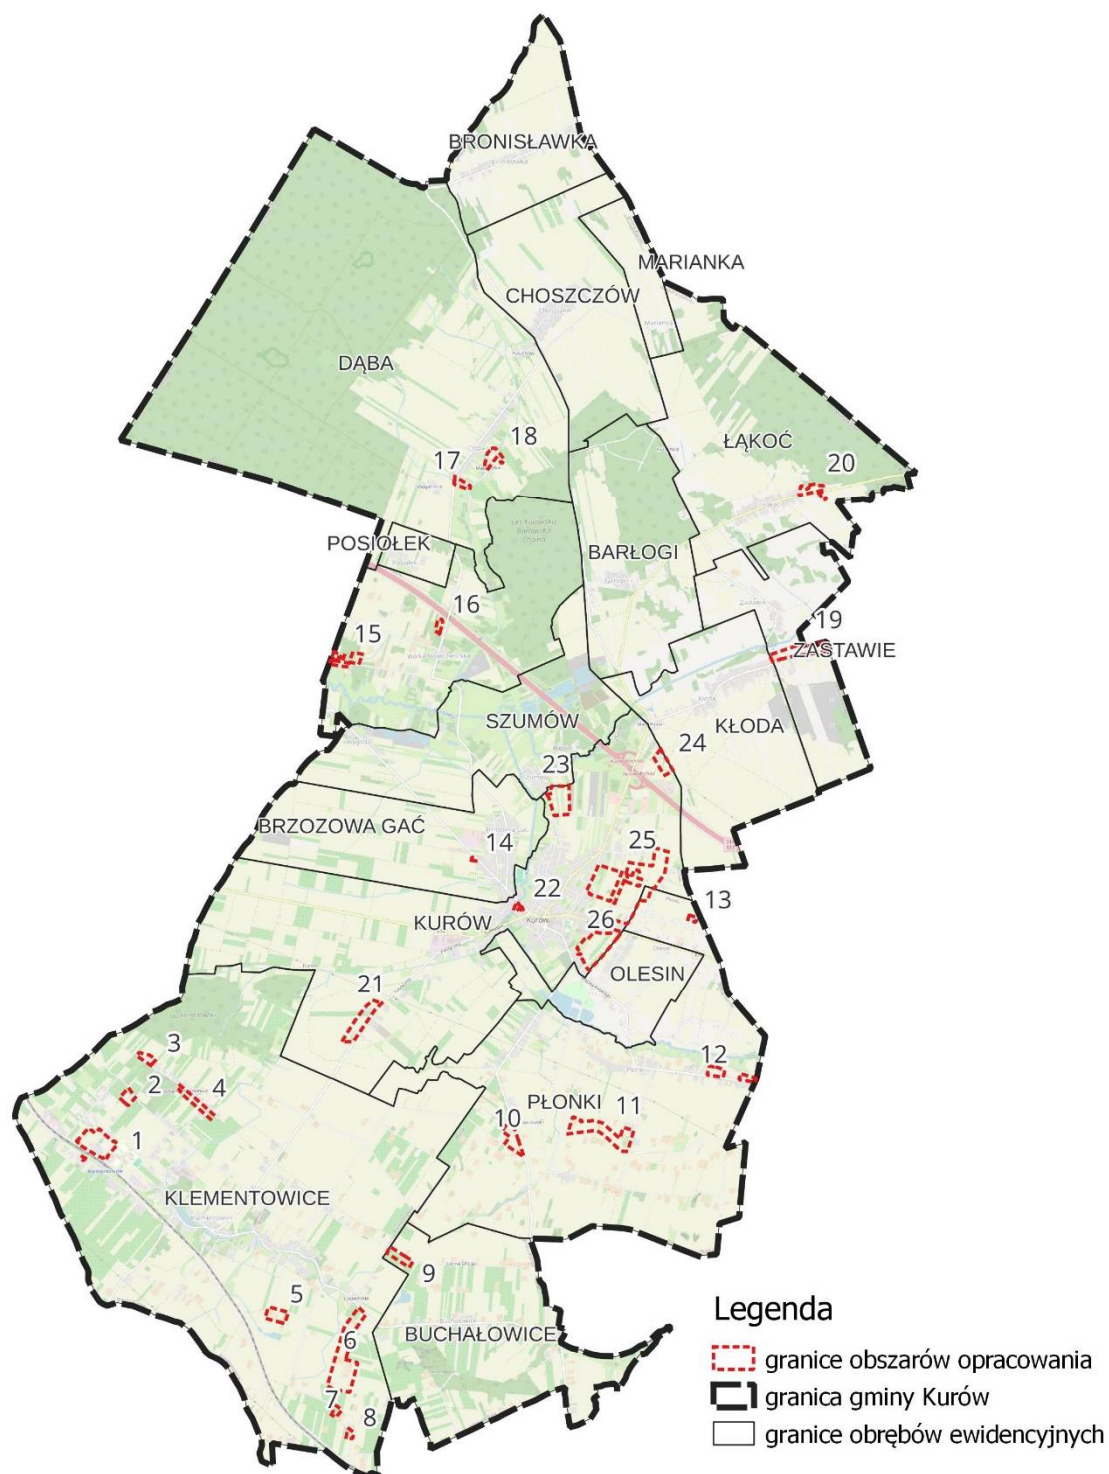 BRONISŁAWKA
MARIANKA
CHOSZCZÓW
DĄBA
ŁĄKOĆ
18
17
20
POSIOŁEK
BARŁOGI
16
19
15
ZASTAWIE
SZUMÓW
KŁODA
24
23
BRZOZOWA GAĆ
14
25
22
13
KURÓW
26
Kurów
OLESIN
21
3
12
2
4
PŁONKI
11
10
1
KLEMENTOWICE
9
5
6
BUCHAŁOWICE
7
8
Legenda
granice obszarów opracowania
granica gminy Kurów
granice obrębów ewidencyjnych